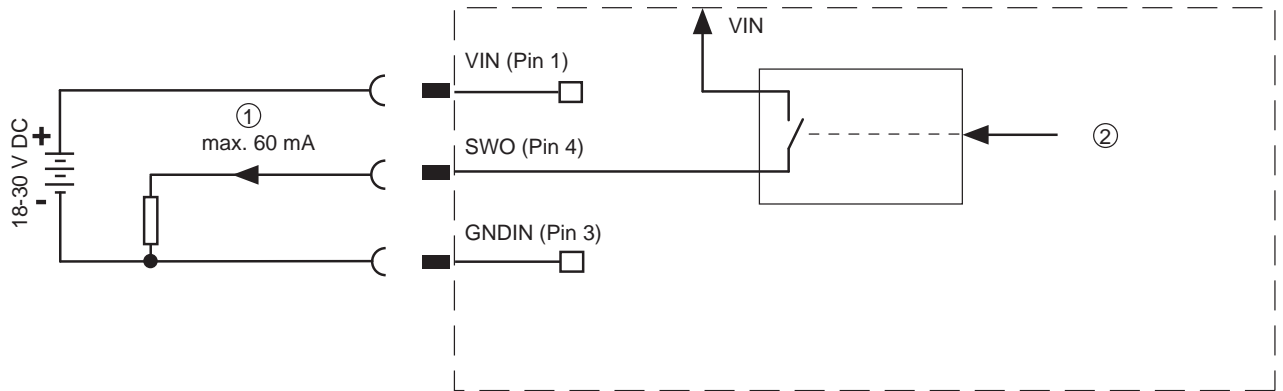 VIN
VIN (Pin 1)
①
max. 60 mA
+
18-30 V DC
-
SWO (Pin 4)
②
GNDIN (Pin 3)